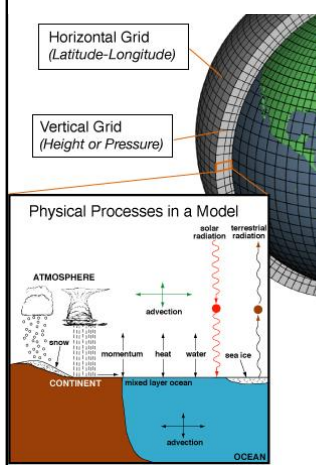 Horizontal Grid
(Latitude-Longitude)
Vertical Grid
(Height or Pressure)
Physical Processes in a Model
solar
radiation
terrestrial
radiation
ATMOSPHERE
advection
snow
momentum
heat
water
sea ice
CONTINENT
mixed layer ocean
advection
OCEAN